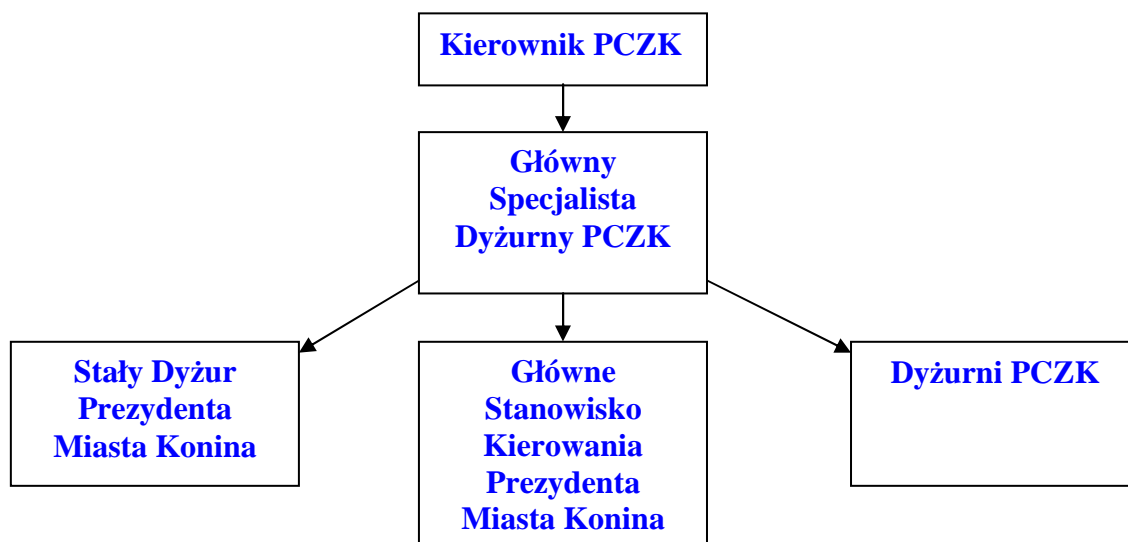 Kierownik PCZK
Główny
Specjalista
Dyżurny PCZK
Stały Dyżur
Prezydenta
Miasta Konina
Główne
Stanowisko
Kierowania
Prezydenta
Miasta Konina
Dyżurni PCZK